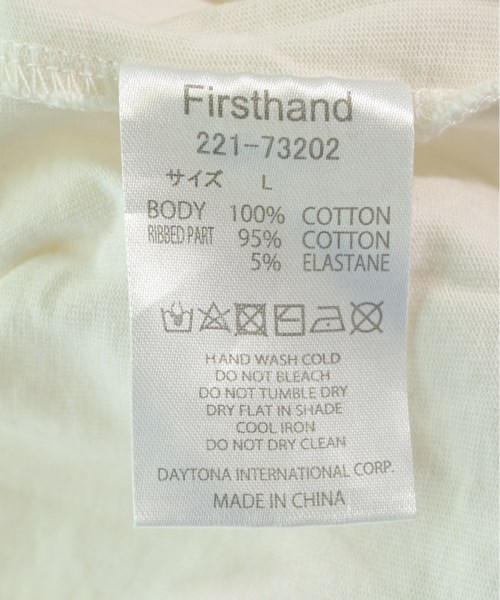 Firsthand
221-73202
サイズ L
BODY 100% COTTON
RIBBED PART 95% COTTON
5% ELASTANE
HAND WASH COLD
DO NOT BLEACH
DO NOT TUMBLE DRY
DRY FLAT IN SHADE
COOL IRON
DO NOT DRY CLEAN
DAYTONA INTERNATIONAL CORP.
MADE IN CHINA